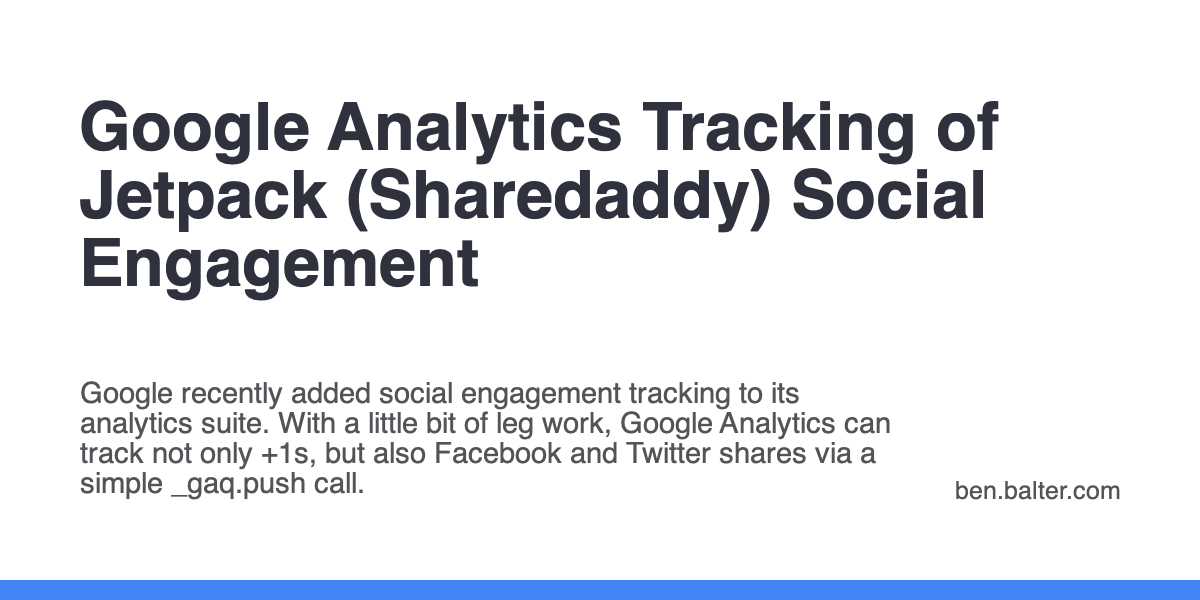 Google Analytics Tracking of
Jetpack (Sharedaddy) Social
Engagement
Google recently added social engagement tracking to its
analytics suite. With a little bit of leg work, Google Analytics can
track not only +1s, but also Facebook and Twitter shares via a
simple _gaq.push call.
ben.balter.com